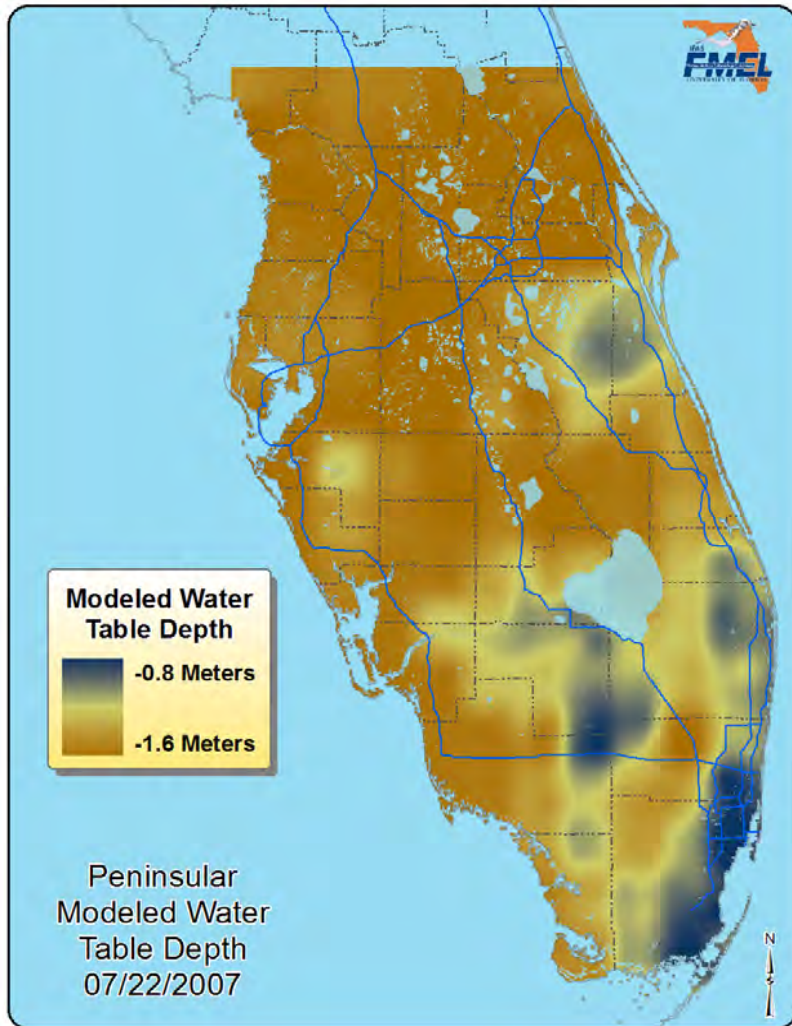 FMEL
Modeled Water
Table Depth
-0.8 Meters
-1.6 Meters
Peninsular
Modeled Water
Table Depth
07/22/2007
N